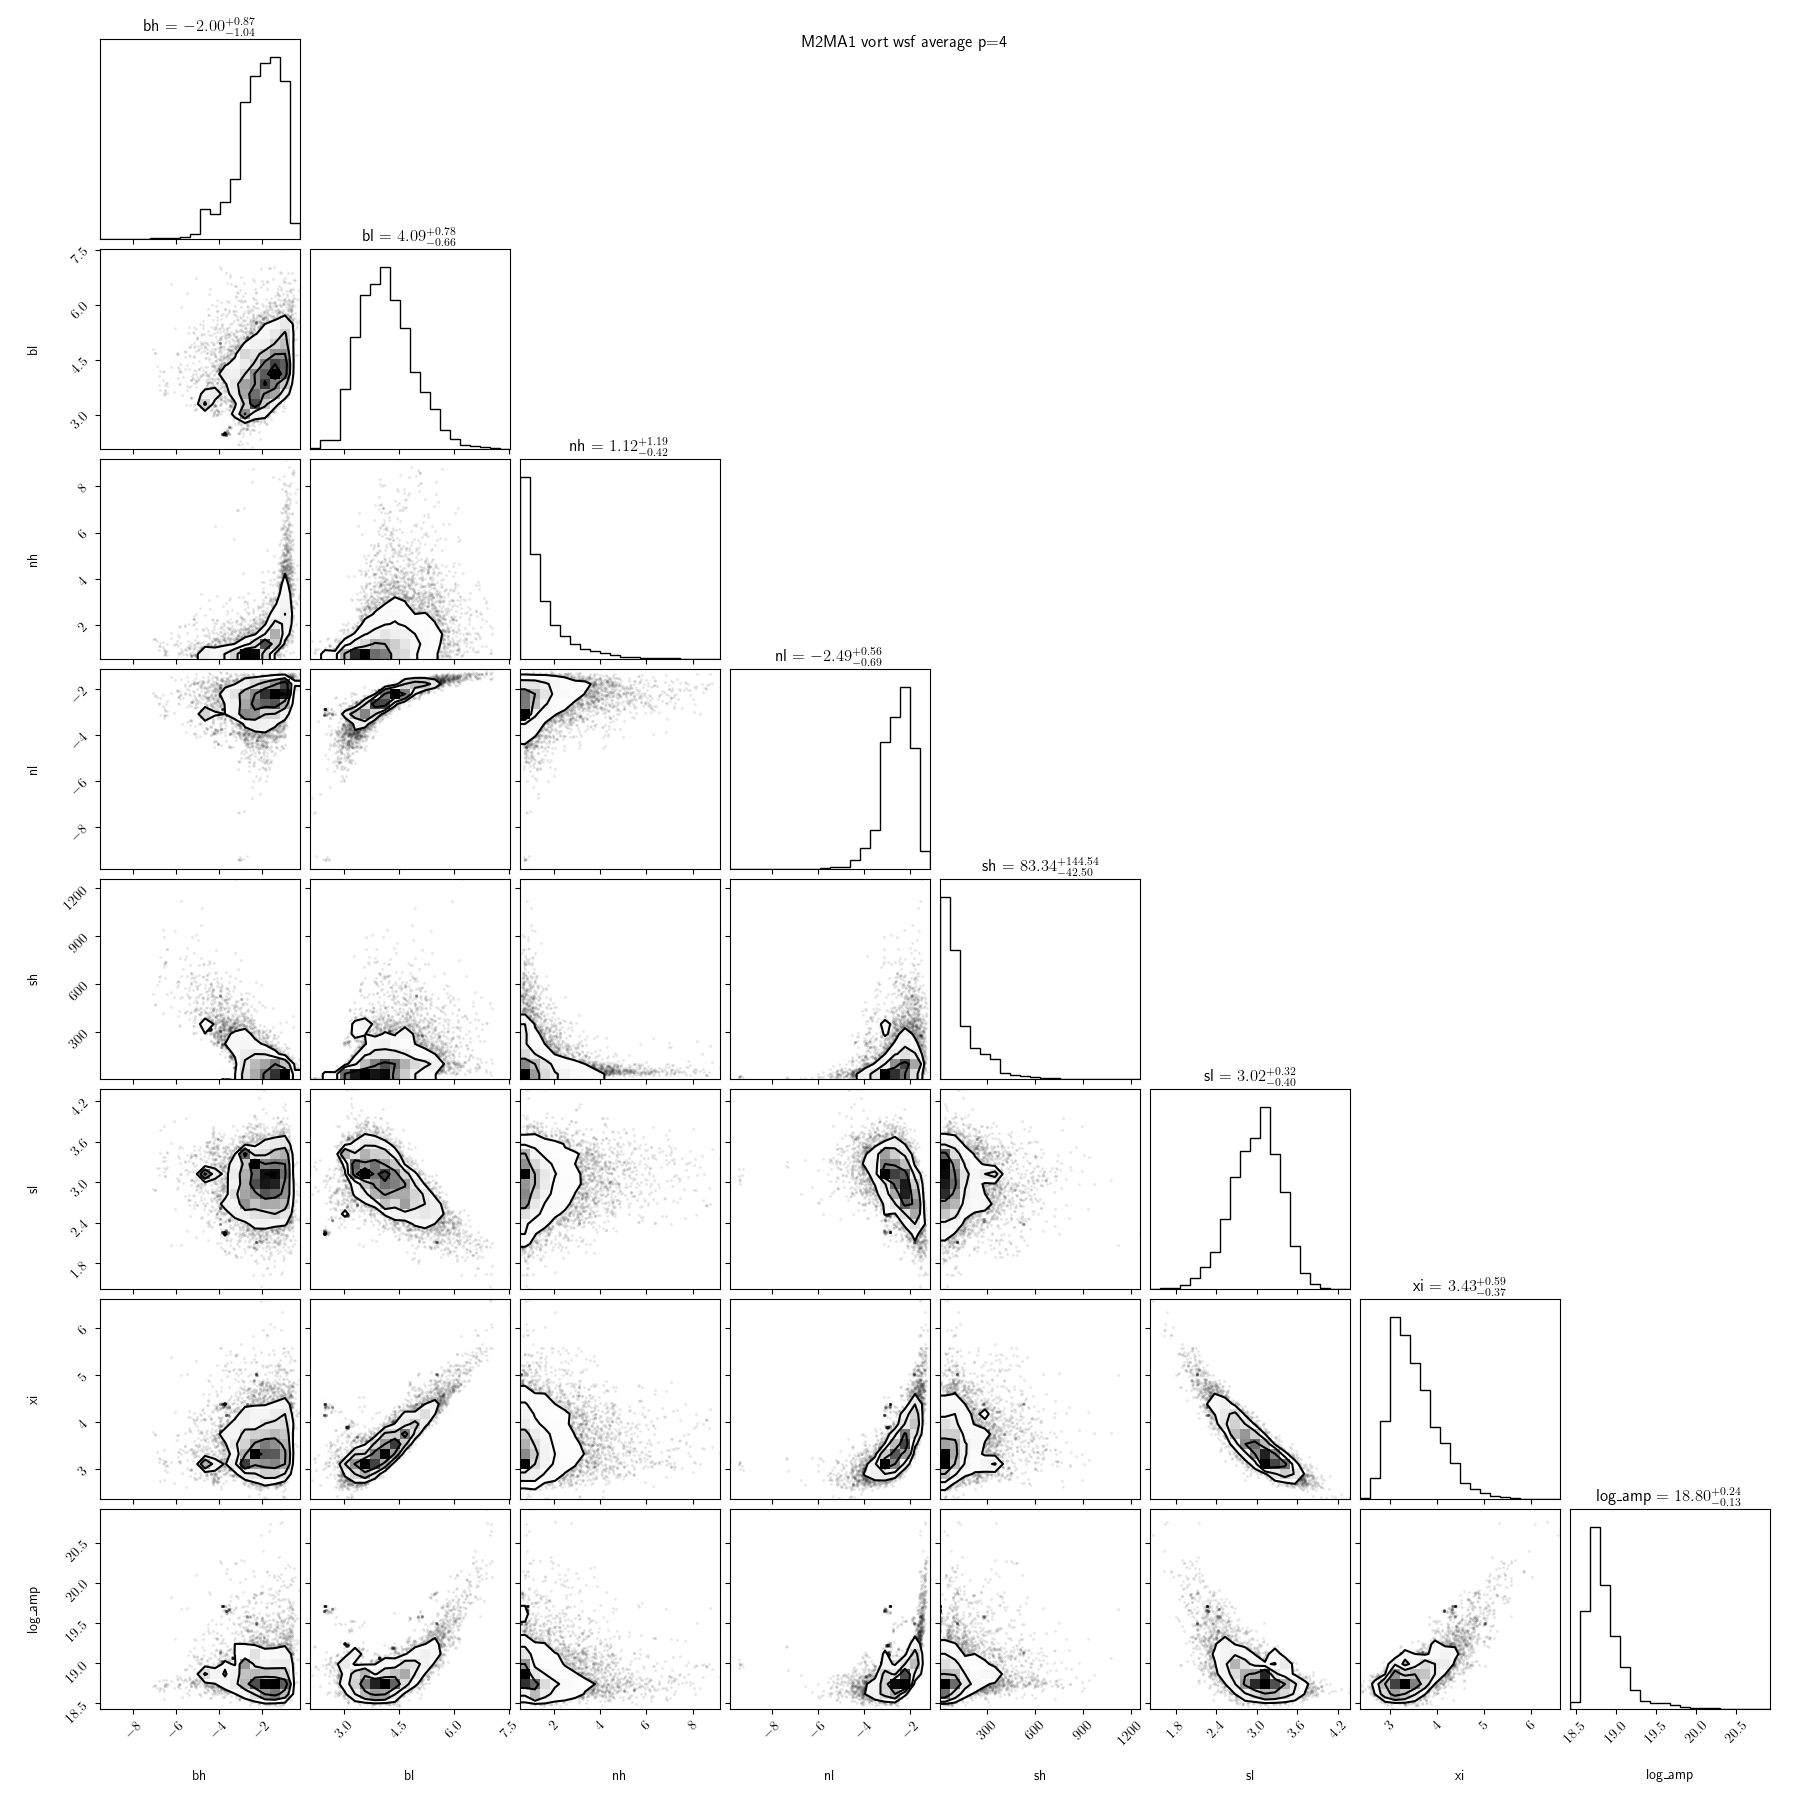 bh = −2.00+0.87−1.04
M2MA1 vort wsf average p=4
bl = 4.09+0.78−0.66
7.5
6.0
4.5
3.0
bl
nh = 1.12+1.19−0.42
8
6
4
2
nh
nl = −2.49+0.56−0.69
−2
−4
−6
−8
nl
sh = 83.34+144.54−42.50
1200
900
600
300
sh
sl = 3.02+0.32−0.40
4.2
3.6
3.0
2.4
1.8
sl
xi = 3.43+0.59−0.37
6
5
4
3
xi
log_amp = 18.80+0.24−0.13
20.5
20.0
19.5
19.0
18.5
log_amp
−8 −6 −4 −2 3.0 4.5 6.0 7.5 2 4 6 8 −8 −6 −4 −2 300 600 900 1200 1.8 2.4 3.0 3.6 4.2 3 4 5 6 18.5 19.0 19.5 20.0 20.5
bh bl nh nl sh sl xi log_amp